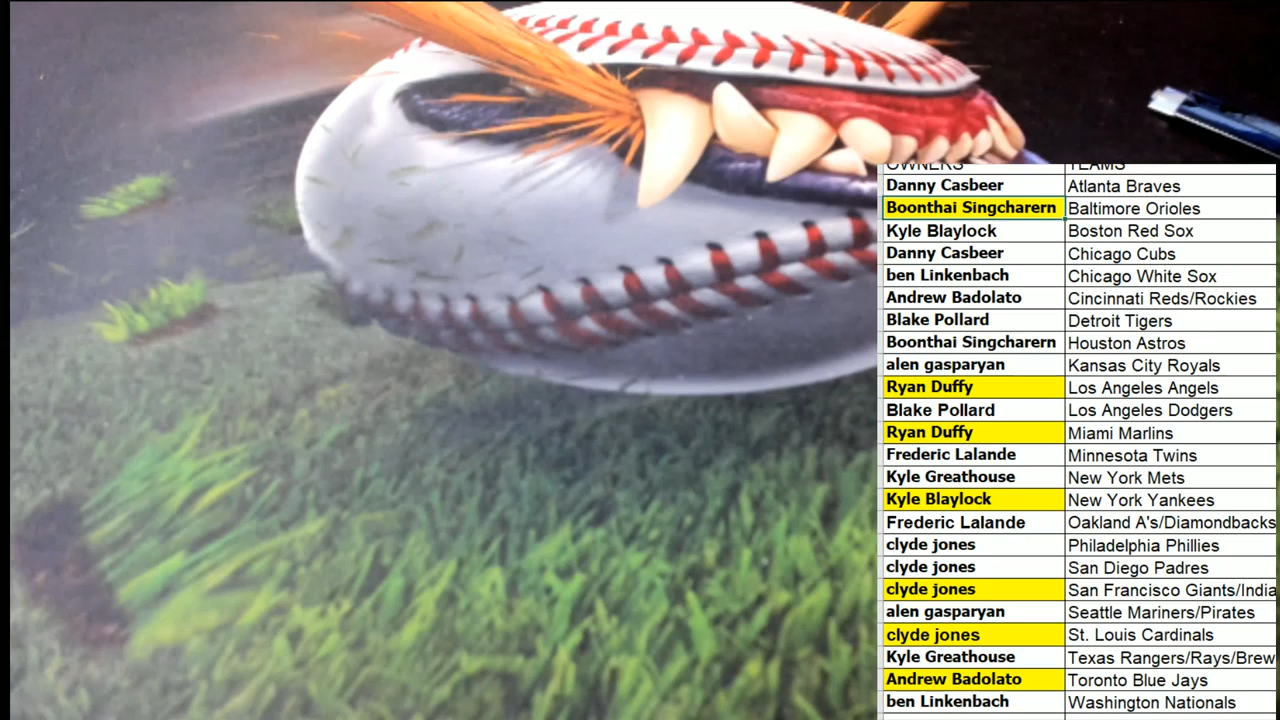 OWNERS TEAMS
Danny Casbeer Atlanta Braves
Boonthai Singcharern Baltimore Orioles
Kyle Blaylock Boston Red Sox
Danny Casbeer Chicago Cubs
ben Linkenbach Chicago White Sox
Andrew Badolato Cincinnati Reds/Rockies
Blake Pollard Detroit Tigers
Boonthai Singcharern Houston Astros
alen gasparyan Kansas City Royals
Ryan Duffy Los Angeles Angels
Blake Pollard Los Angeles Dodgers
Ryan Duffy Miami Marlins
Frederic Lalande Minnesota Twins
Kyle Greathouse New York Mets
Kyle Blaylock New York Yankees
Frederic Lalande Oakland A's/Diamondbacks
clyde jones Philadelphia Phillies
clyde jones San Diego Padres
clyde jones San Francisco Giants/India
alen gasparyan Seattle Mariners/Pirates
clyde jones St. Louis Cardinals
Kyle Greathouse Texas Rangers/Rays/Brew
Andrew Badolato Toronto Blue Jays
ben Linkenbach Washington Nationals